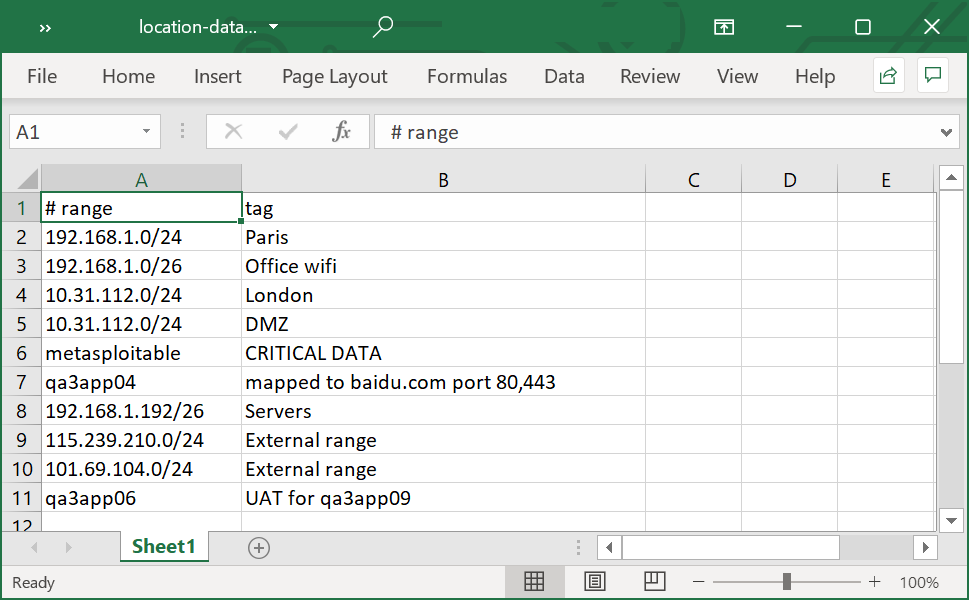 location-data...
File Home Insert Page Layout Formulas Data Review View Help
A1 fx # range
A B C D E
1 # range tag
2 192.168.1.0/24 Paris
3 192.168.1.0/26 Office wifi
4 10.31.112.0/24 London
5 10.31.112.0/24 DMZ
6 metasploitable CRITICAL DATA
7 qa3app04 mapped to baidu.com port 80,443
8 192.168.1.192/26 Servers
9 115.239.210.0/24 External range
10 101.69.104.0/24 External range
11 qa3app06 UAT for qa3app09
12
Sheet1
Ready 100%